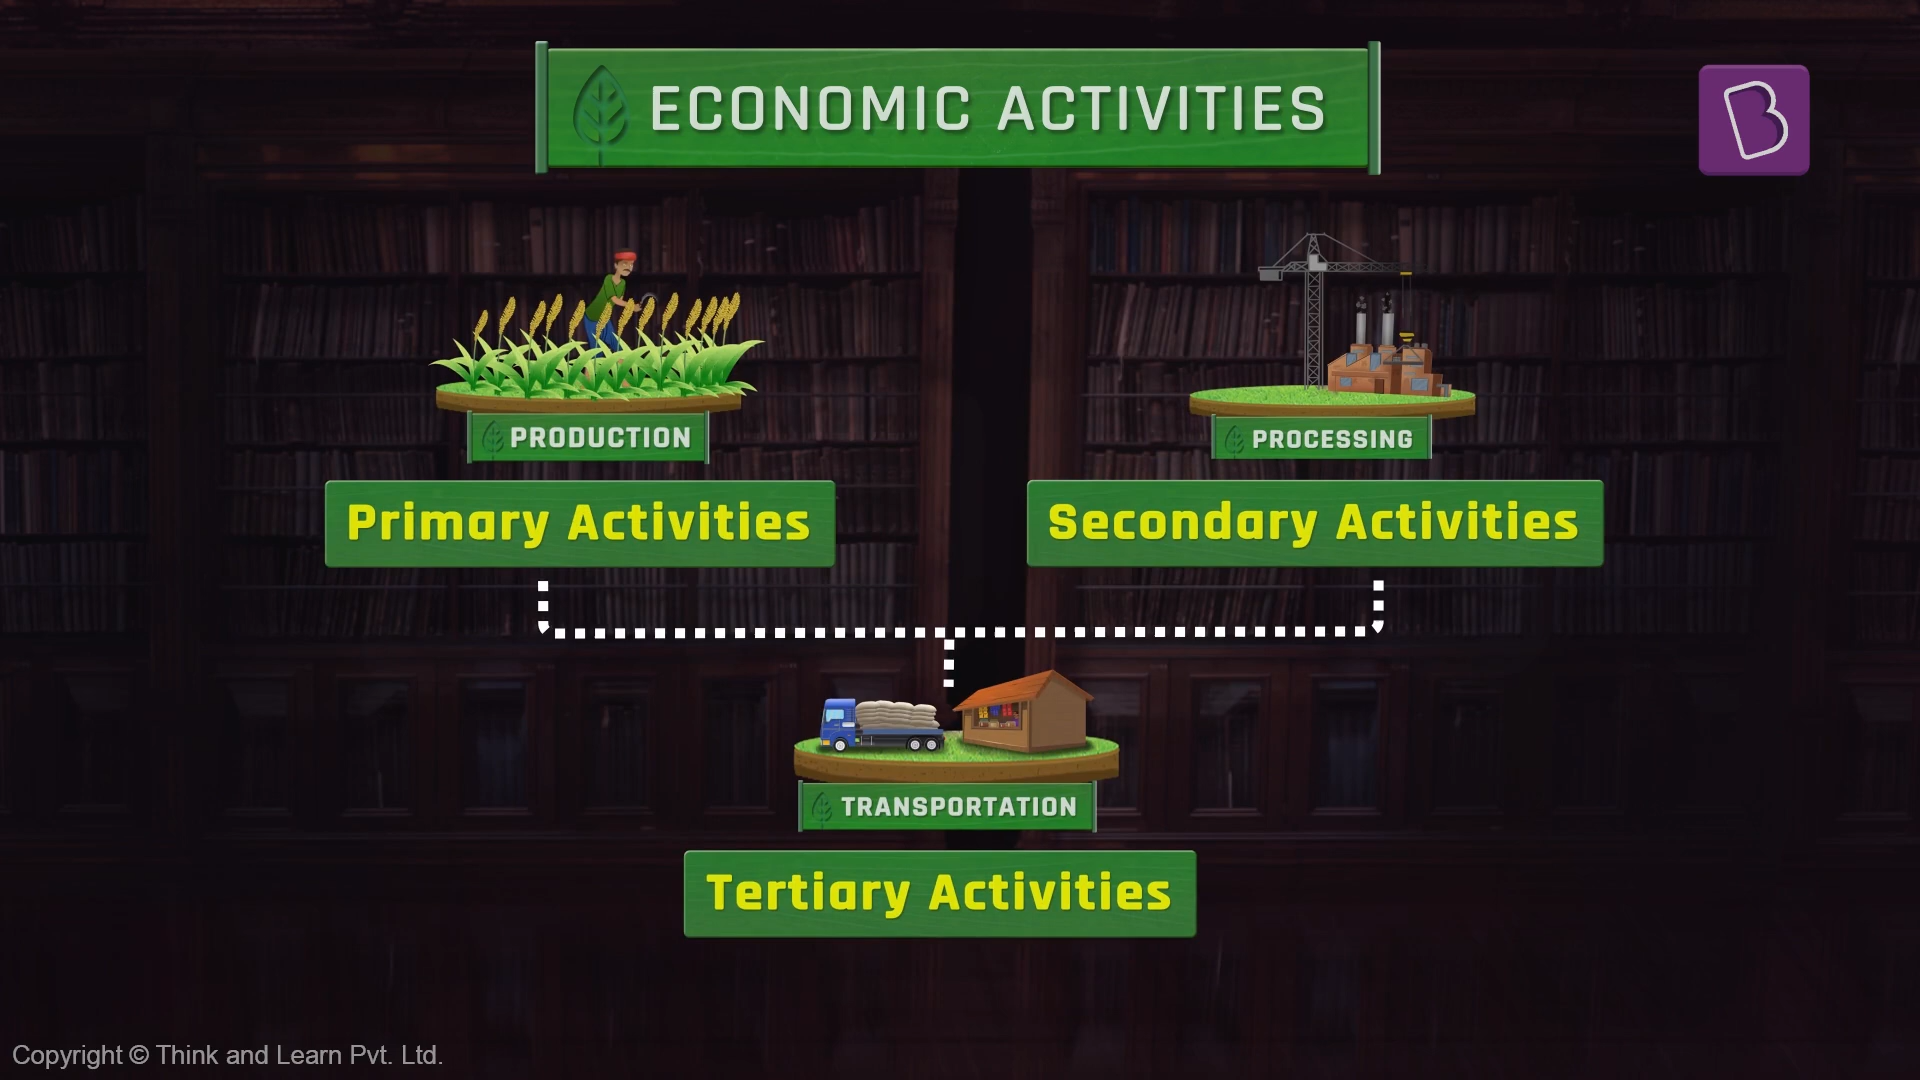 ECONOMIC ACTIVITIES
B
PRODUCTION
PROCESSING
Primary Activities
Secondary Activities
TRANSPORTATION
Tertiary Activities
Copyright © Think and Learn Pvt. Ltd.